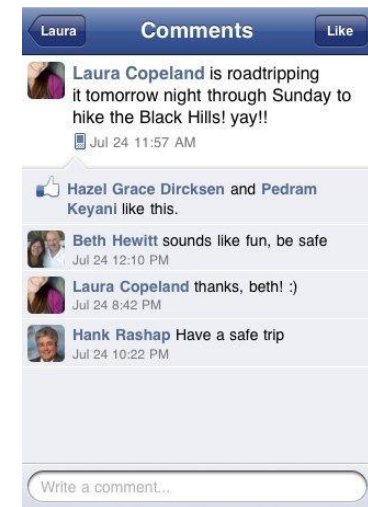 Laura
Comments
Like
Laura Copeland is roadtripping
it tomorrow night through Sunday to
hike the Black Hills! yay!!
Jul 24 11:57 AM
Hazel Grace Dircksen and Pedram
Keyani like this.
Beth Hewitt sounds like fun, be safe
Jul 24 12:10 PM
Laura Copeland thanks, beth! :)
Jul 24 8:42 PM
Hank Rashap Have a safe trip
Jul 24 10:22 PM
Write a comment...